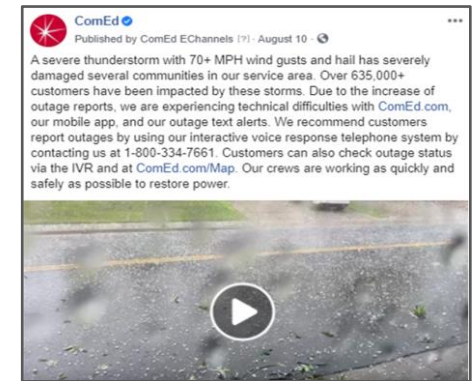 ComEd
Published by ComEd EChannels [?] · August 10 ·
A severe thunderstorm with 70+ MPH wind gusts and hail has severely
damaged several communities in our service area. Over 635,000+
customers have been impacted by these storms. Due to the increase of
outage reports, we are experiencing technical difficulties with ComEd.com,
our mobile app, and our outage text alerts. We recommend customers
report outages by using our interactive voice response telephone system by
contacting us at 1-800-334-7661. Customers can also check outage status
via the IVR and at ComEd.com/Map. Our crews are working as quickly and
safely as possible to restore power.